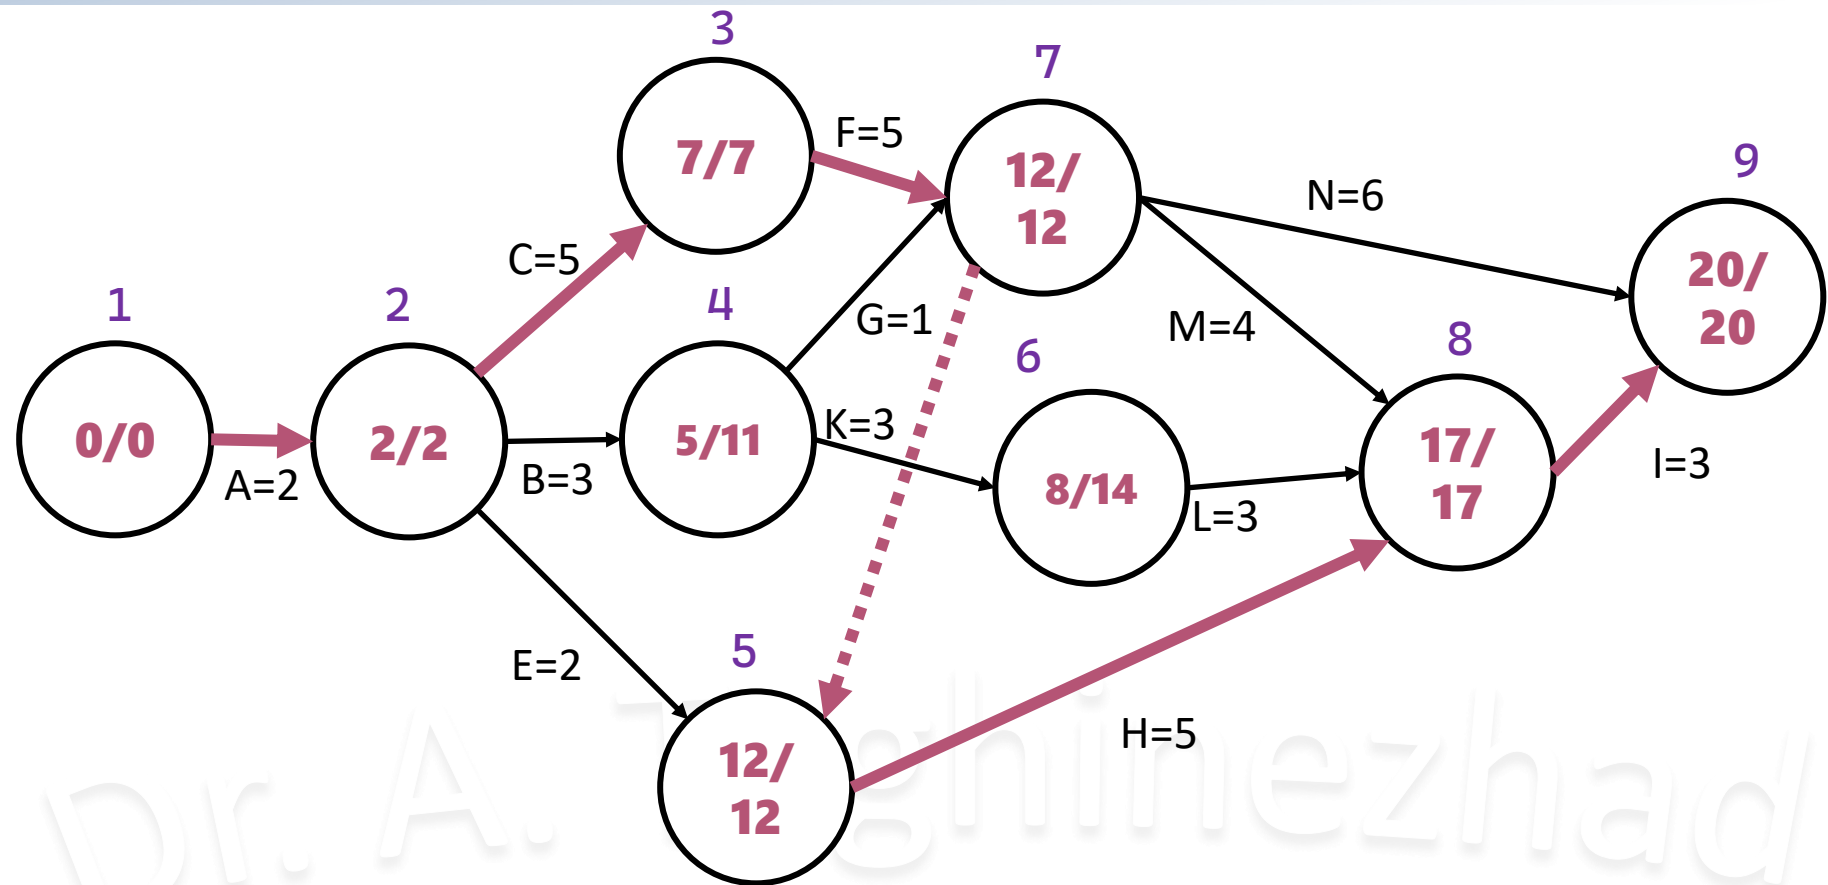 3
7
7/7
F=5
12/
12
9
N=6
C=5
20/
20
1
2
4
G=1
M=4
8
6
0/0
2/2
5/11
K=3
17/
17
I=3
A=2
B=3
8/14
L=3
E=2
5
12/
12
H=5
Dr. A. Taghinezhad